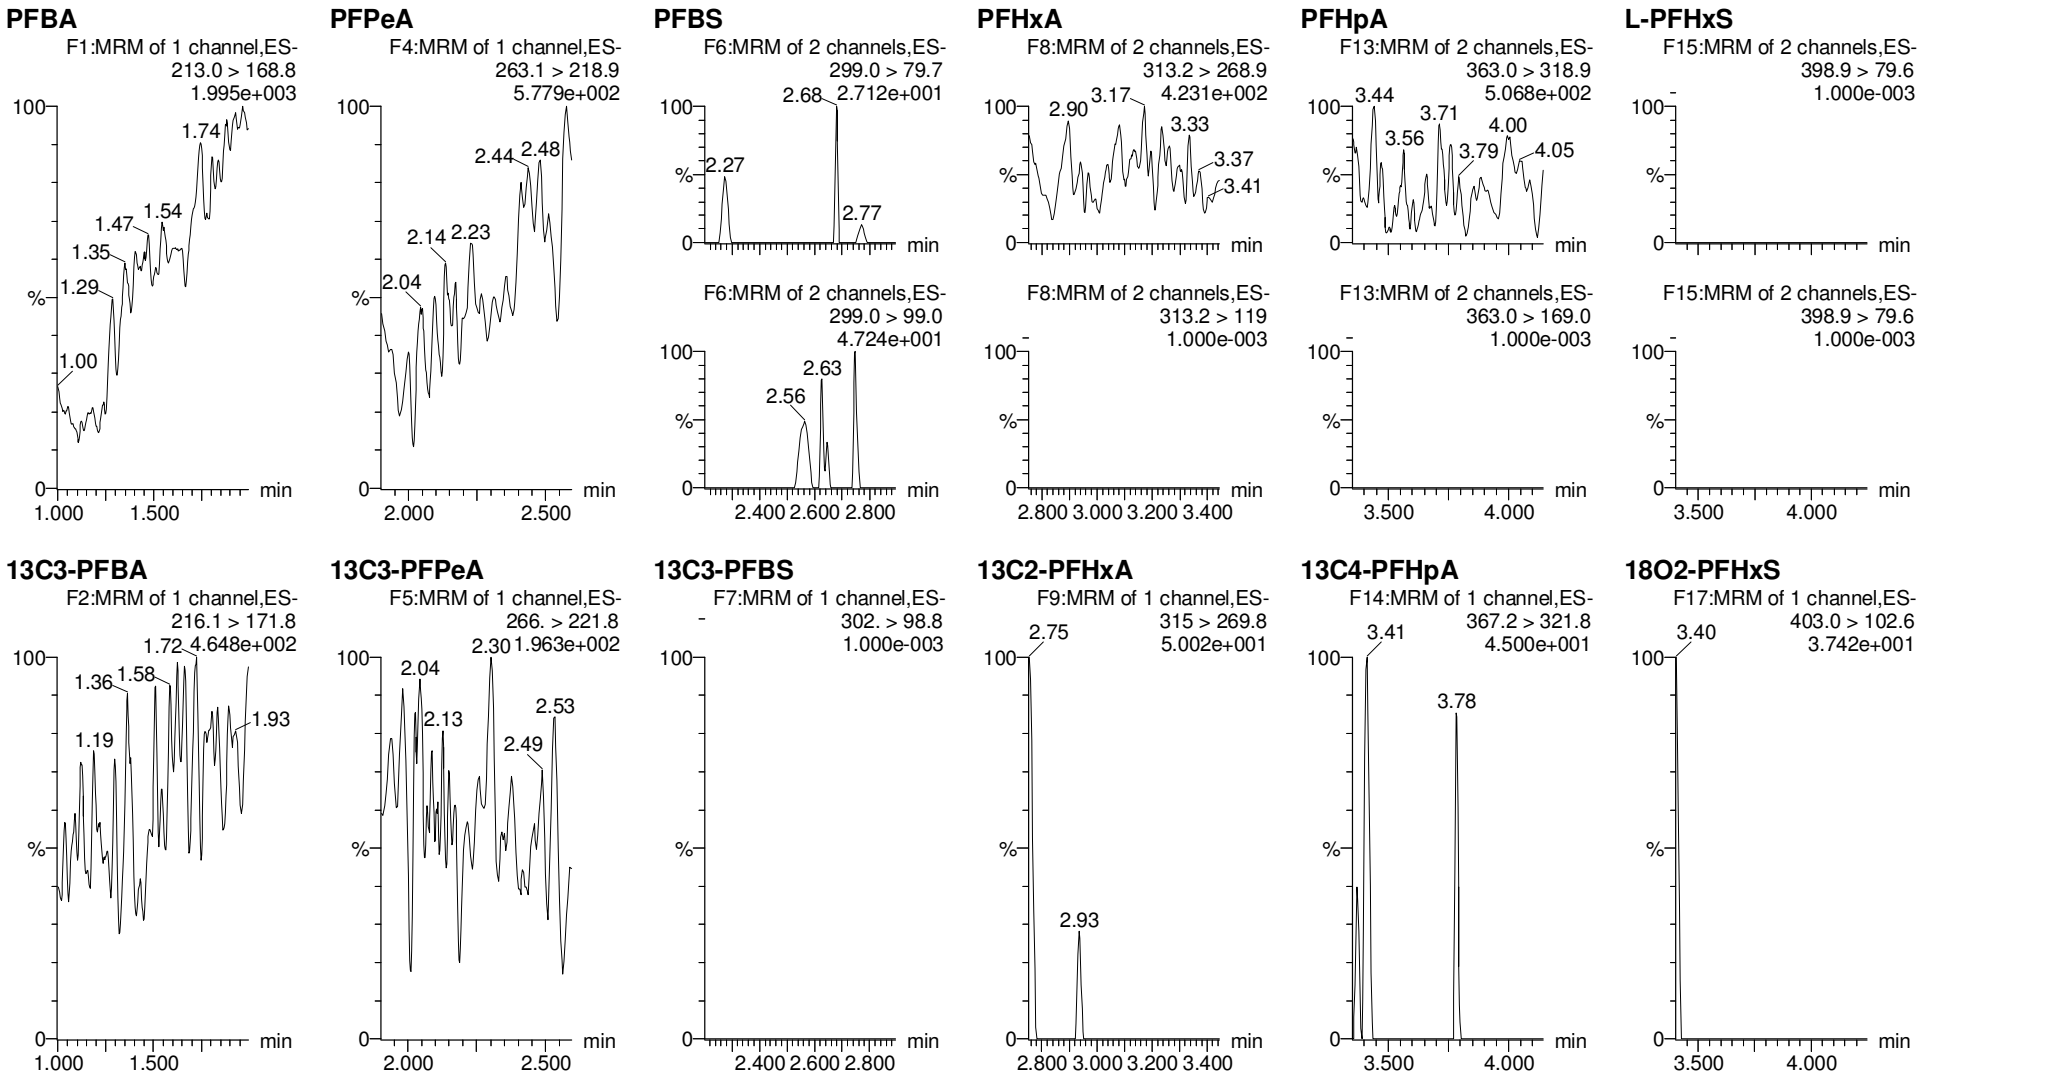 PFBA
F1:MRM of 1 channel,ES-
213.0 > 168.8
1.995e+003
100
1.74
1.54
1.47
1.35
1.29
%
1.00
0
min
1.000 1.500
PFPeA
F4:MRM of 1 channel,ES-
263.1 > 218.9
5.779e+002
100
2.44 2.48
2.14 2.23
2.04
%
0
min
2.000 2.500
PFBS
F6:MRM of 2 channels,ES-
299.0 > 79.7
2.68 2.712e+001
100
2.27
%
2.77
0
min
F6:MRM of 2 channels,ES-
299.0 > 99.0
4.724e+001
100
2.63
2.56
%
0
min
2.400 2.600 2.800
PFHxA
F8:MRM of 2 channels,ES-
313.2 > 268.9
4.231e+002
100
3.17
2.90
3.33
3.37
%
3.41
0
min
F8:MRM of 2 channels,ES-
313.2 > 119
1.000e-003
100
%
0
min
2.800 3.000 3.200 3.400
PFHpA
F13:MRM of 2 channels,ES-
363.0 > 318.9
5.068e+002
3.44
100
3.71
4.00
3.56
3.79
4.05
%
0
min
F13:MRM of 2 channels,ES-
363.0 > 169.0
1.000e-003
100
%
0
min
3.500 4.000
L-PFHxS
F15:MRM of 2 channels,ES-
398.9 > 79.6
1.000e-003
100
%
0
min
F15:MRM of 2 channels,ES-
398.9 > 79.6
1.000e-003
100
%
0
min
3.500 4.000
13C3-PFBA
F2:MRM of 1 channel,ES-
216.1 > 171.8
1.72 4.648e+002
100
1.36 1.58
1.93
1.19
%
0
min
1.000 1.500
13C3-PFPeA
F5:MRM of 1 channel,ES-
266. > 221.8
2.30 1.963e+002
100
2.04
2.13
2.53
2.49
%
0
min
2.000 2.500
13C3-PFBS
F7:MRM of 1 channel,ES-
302. > 98.8
1.000e-003
100
%
0
min
2.400 2.600 2.800
13C2-PFHxA
F9:MRM of 1 channel,ES-
315 > 269.8
2.75
5.002e+001
100
%
2.93
0
min
2.800 3.000 3.200 3.400
13C4-PFHpA
F14:MRM of 1 channel,ES-
367.2 > 321.8
3.41
4.500e+001
100
3.78
%
0
min
3.500 4.000
18O2-PFHxS
F17:MRM of 1 channel,ES-
403.0 > 102.6
3.40
3.742e+001
100
%
0
min
3.500 4.000